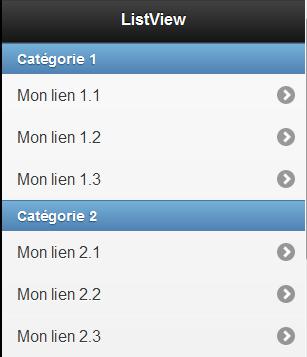 ListView
Catégorie 1
Mon lien 1.1
Mon lien 1.2
Mon lien 1.3
Catégorie 2
Mon lien 2.1
Mon lien 2.2
Mon lien 2.3